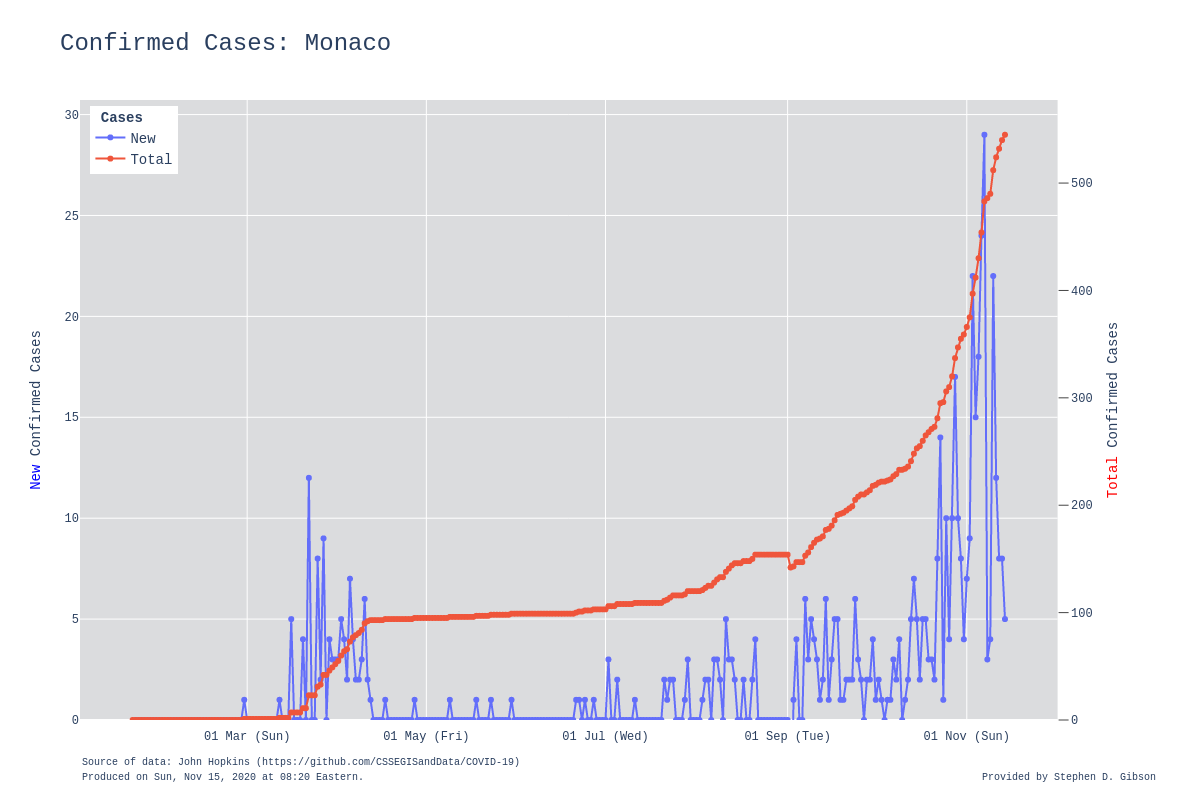 Confirmed Cases: Monaco
Cases
New
Total
30
25
20
15
10
5
0
500
400
300
200
100
0
New Confirmed Cases
Total Confirmed Cases
01 Mar (Sun)
01 May (Fri)
01 Jul (Wed)
01 Sep (Tue)
01 Nov (Sun)
Source of data: John Hopkins (https://github.com/CSSEGISandData/COVID-19)
Produced on Sun, Nov 15, 2020 at 08:20 Eastern.
Provided by Stephen D. Gibson